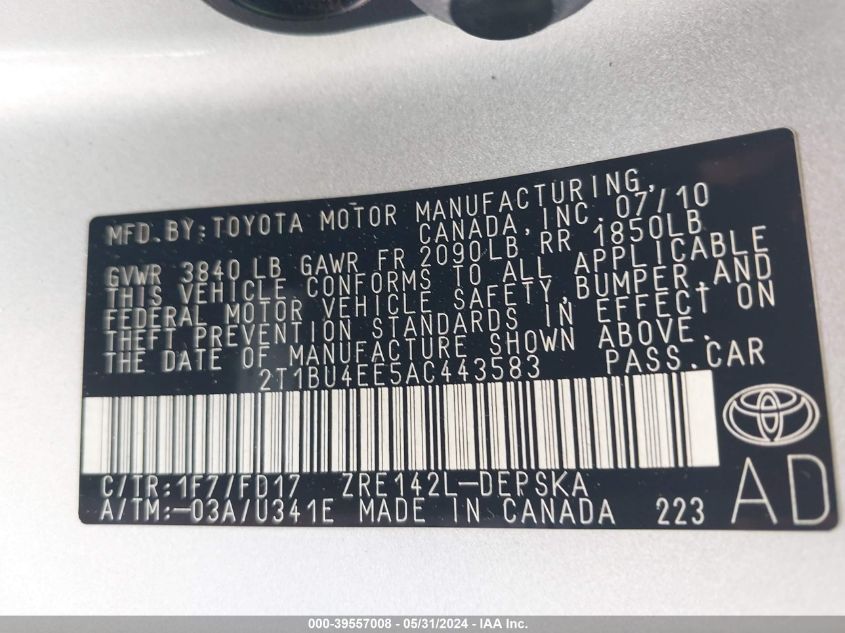 MFD.BY:TOYOTA MOTOR MANUFACTURING,
CANADA,INC. 07/10
GVWR 3840 LB GAWR FR 2090LB RR 1850LB
THIS VEHICLE CONFORMS TO ALL APPLICABLE
FEDERAL MOTOR VEHICLE SAFETY,BUMPER,AND
THEFT PREVENTION STANDARDS IN EFFECT ON
THE DATE OF MANUFACTURE SHOWN ABOVE.
2T1BU4EE5AC443583 PASS.CAR
C/TR:1F7/FD17 ZRE142L-DEPSKA
A/TM:-03A/U341E MADE IN CANADA 223
AD
000-39557008 - 05/31/2024 - IAA Inc.